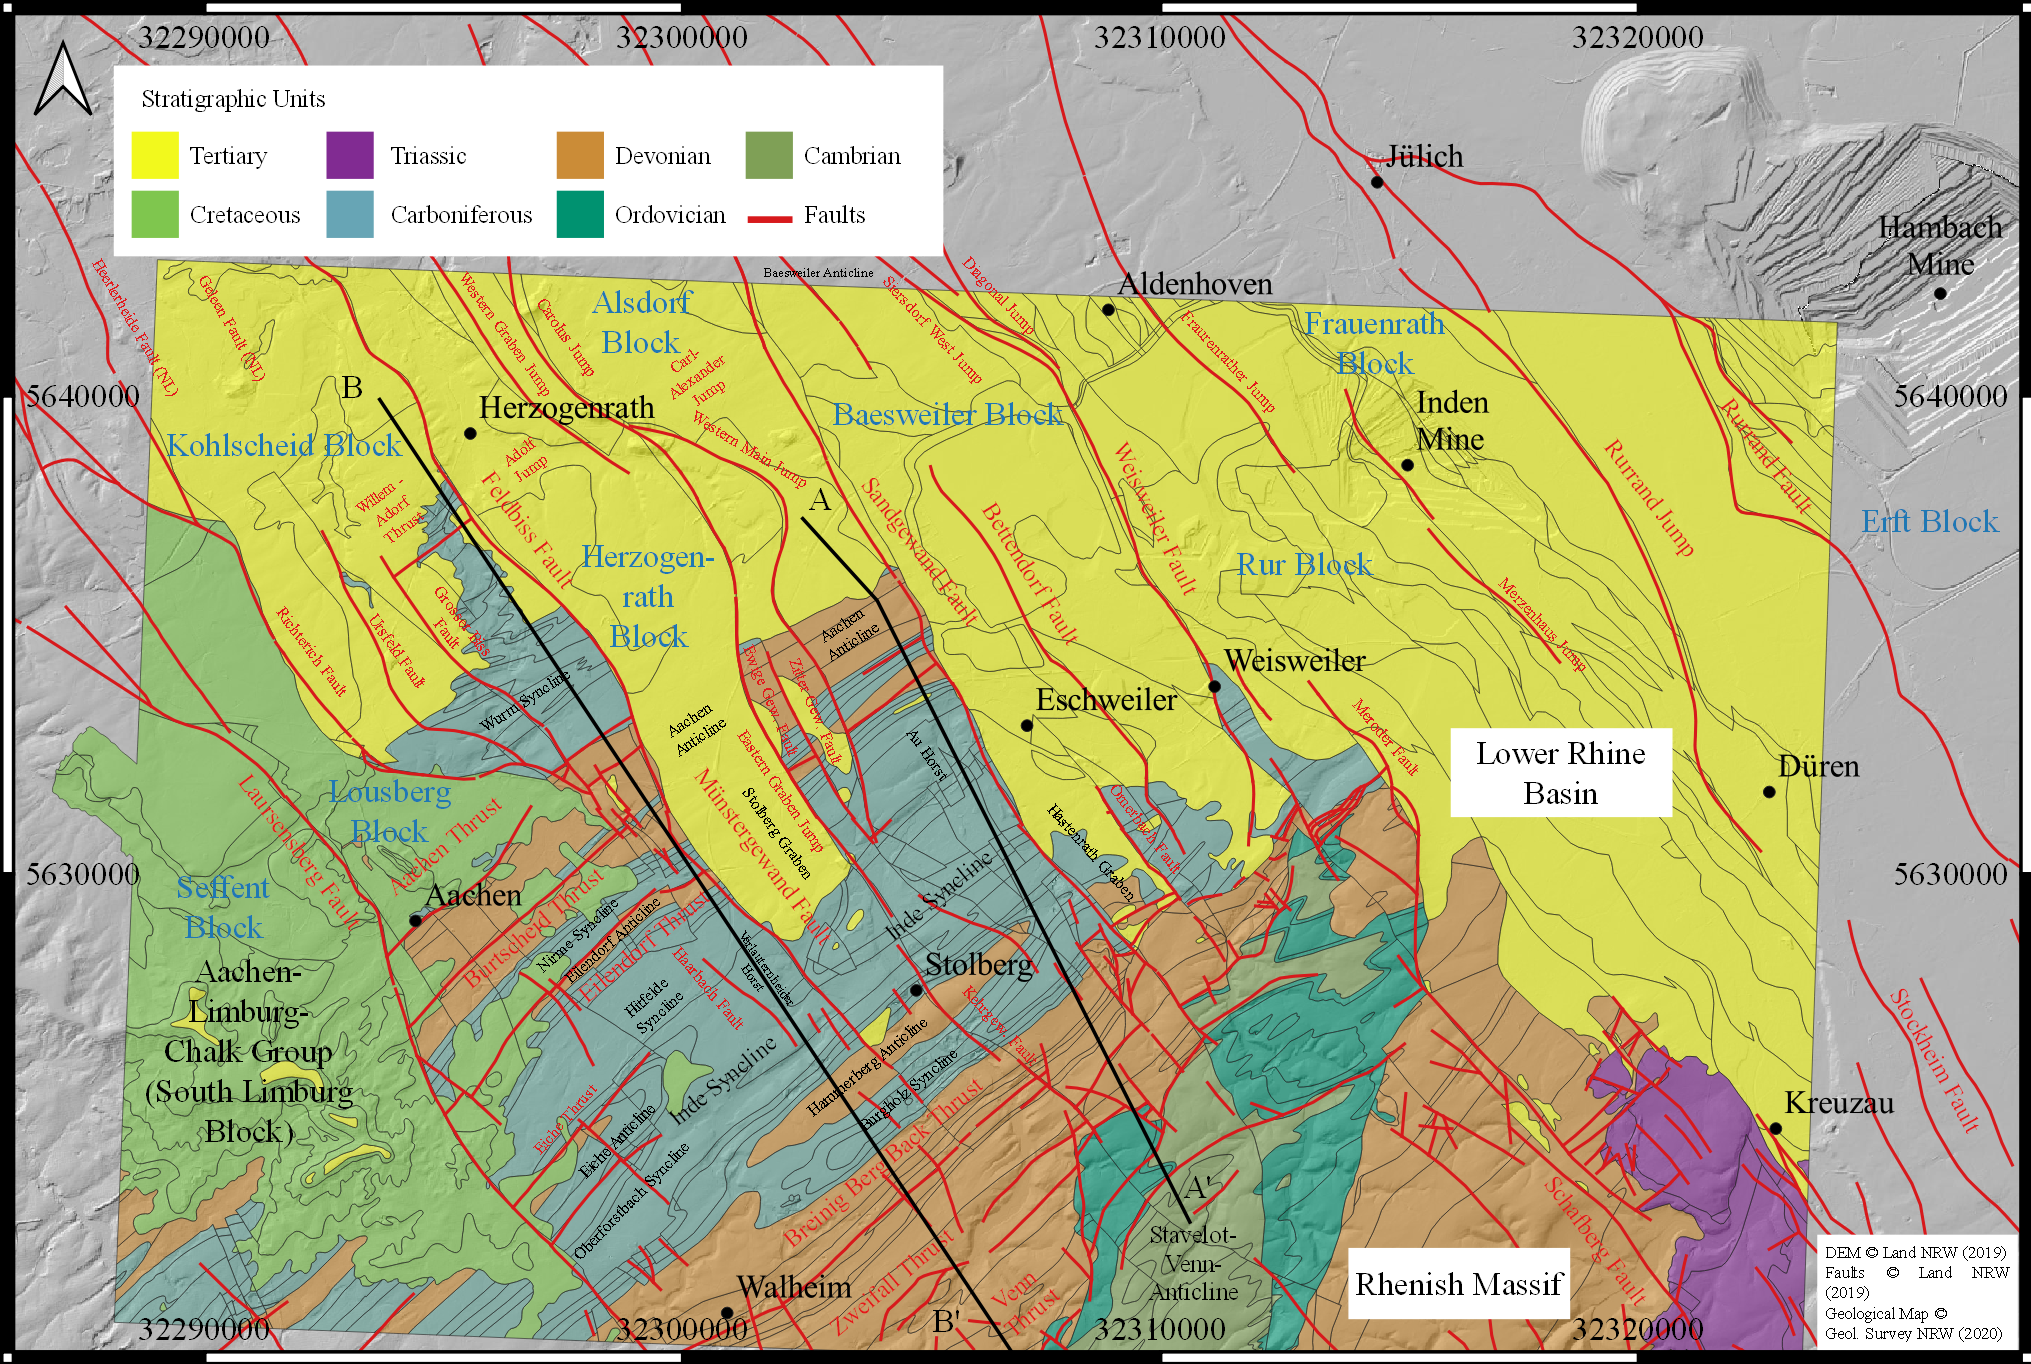 32290000
32300000
32310000
32320000
Stratigraphic Units
Tertiary
Triassic
Devonian
Cambrian
Cretaceous
Carboniferous
Ordovician
Faults
Jülich
Hambach
Mine
Aldenhoven
Baesweiler Anticline
Heerlerheide Fault (NL)
Geleen Fault (NL)
Western Graben Jump
Carolus Jump
Alsdorf
Block
Carl-
Alexander
Jump
Siersdorf West Jump
Diagonal Jump
Fraurenrather Jump
Frauenrath
Block
5640000
5640000
B
Herzogenrath
Kohlscheid Block
Baesweiler Block
Inden
Mine
Rurrand Fault
Rurrand Jump
Western Main Jump
Adolf
Jump
Willem -
Adorf
Thrust
Feldbiss Fault
A
Sandgewand Fault
Bettendorf Fault
Weisweiler Fault
Erft Block
Herzogen-
rath
Block
Rur Block
Merzenhaus Jump
Richterich Fault
Ursfeld Fault
Grosser Biss
Fault
Aachen
Anticline
Weisweiler
Eschweiler
Wurm Syncline
Ewige Gew. Fault
Zitter Gew. Fault
Aachen
Anticline
Eastern Graben Jump
Au Horst
Meroder Fault
Lower Rhine
Basin
Düren
Münstergewand Fault
Stolberg Graben
Lousberg
Block
Laurensberg Fault
Aachen Thrust
Hastenrath Graben
Omerbach Fault
5630000
5630000
Seffent
Block
Aachen
Burtscheid Thrust
Nirme Syncline
Eilendorf Anticline
Eilendorf Thrust
Inde Syncline
Haarbach Fault
Verlautenheider
Horst
Stolberg
Hitfelde
Syncline
Kehrgew. Fault
Aachen-
Limburg-
Chalk Group
(South Limburg
Block)
Stockheim Fault
Inde Syncline
Hammerberg Anticline
Burgholz Syncline
Kreuzau
Eiche Thrust
Eiche Anticline
Oberforstbach Syncline
Breinig Berg Back Thrust
A'
Stavelot-
Venn-
Anticline
Schafberg Fault
Walheim
Zweifall Thrust
Venn
Thrust
B'
Rhenish Massif
DEM © Land NRW (2019)
Faults © Land NRW
(2019)
Geological Map ©
Geol. Survey NRW (2020)
32290000
32300000
32310000
32320000